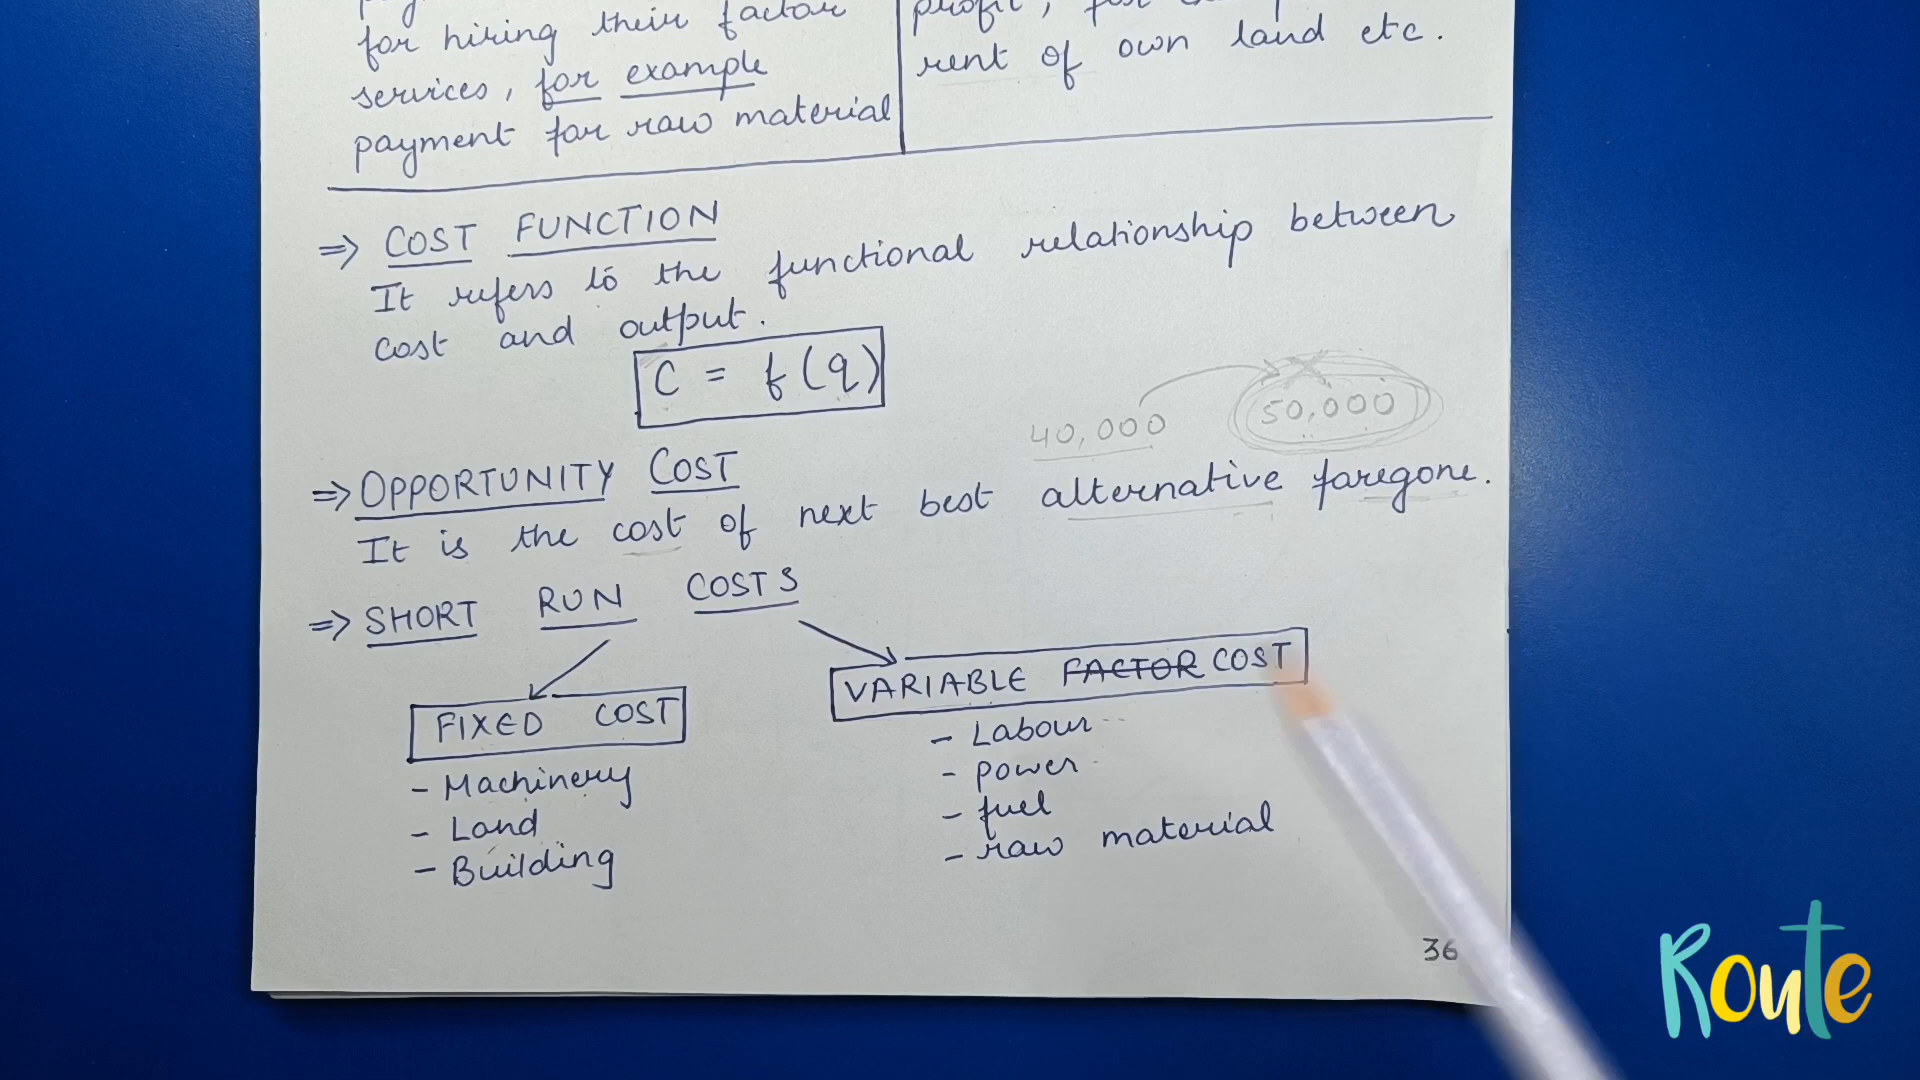 for hiring their factor
services, for example
payment for raw material
profit, for
rent of own land etc.
⇒ COST FUNCTION
It refers to the functional relationship between
cost and output.
C = f(q)
40,000 50,000
⇒ OPPORTUNITY COST
It is the cost of next best alternative foregone.
⇒ SHORT RUN COSTS
FIXED COST
- Machinery
- Land
- Building
VARIABLE FACTOR COST
- Labour
- power
- fuel
- raw material
36
Route